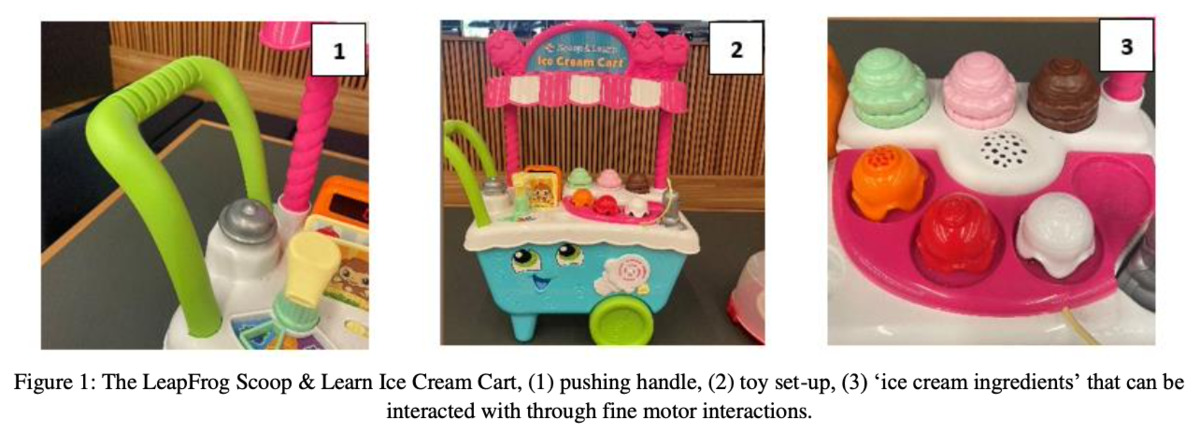 1
2
3
Scoop & Learn
Ice Cream Cart
Figure 1: The LeapFrog Scoop & Learn Ice Cream Cart, (1) pushing handle, (2) toy set-up, (3) ‘ice cream ingredients’ that can be
interacted with through fine motor interactions.